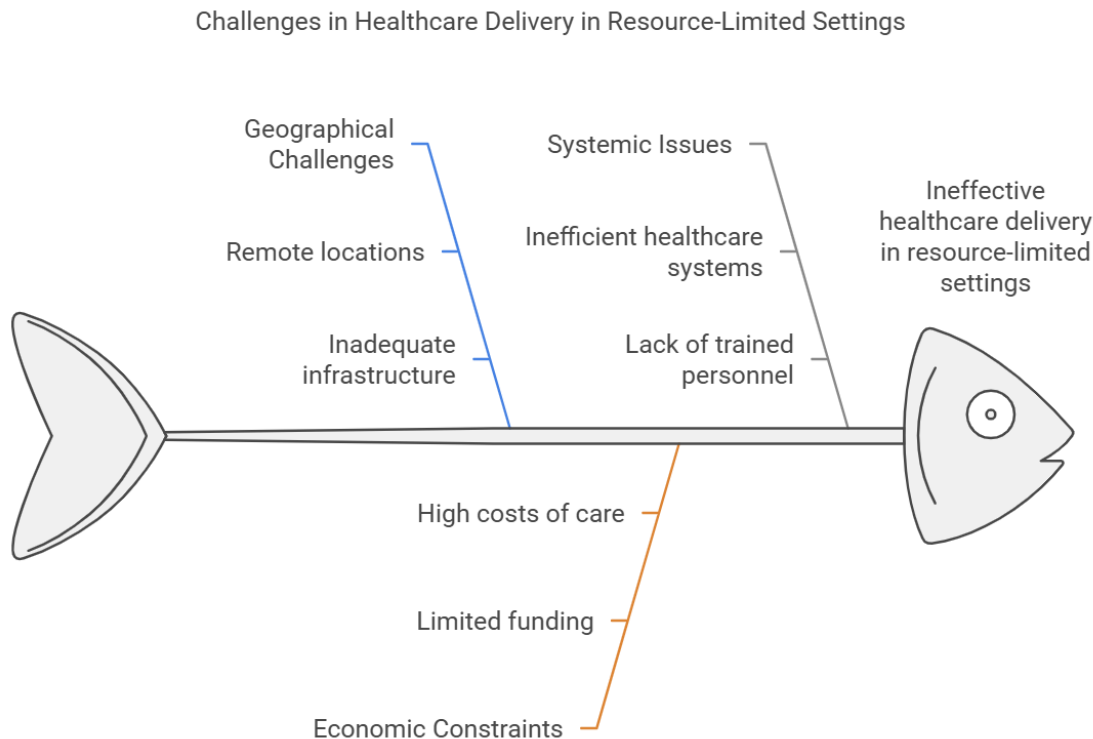 Challenges in Healthcare Delivery in Resource-Limited Settings
Geographical
Challenges
Remote locations
Inadequate
infrastructure
Systemic Issues
Inefficient healthcare
systems
Lack of trained
personnel
Ineffective
healthcare delivery
in resource-limited
settings
High costs of care
Limited funding
Economic Constraints